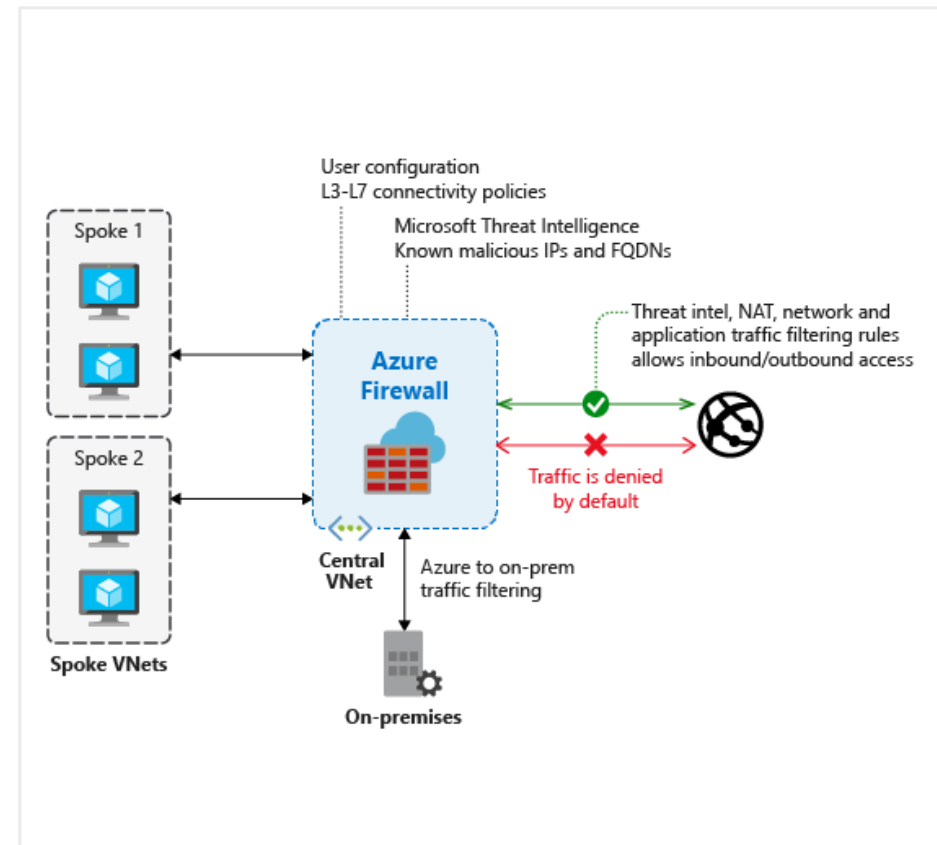 User configuration
L3-L7 connectivity policies
Microsoft Threat Intelligence
Known malicious IPs and FQDNs
Spoke 1
Threat intel, NAT, network and
application traffic filtering rules
allows inbound/outbound access
Azure
Firewall
Spoke 2
Traffic is denied
by default
Central
VNet
Azure to on-prem
traffic filtering
Spoke VNets
On-premises